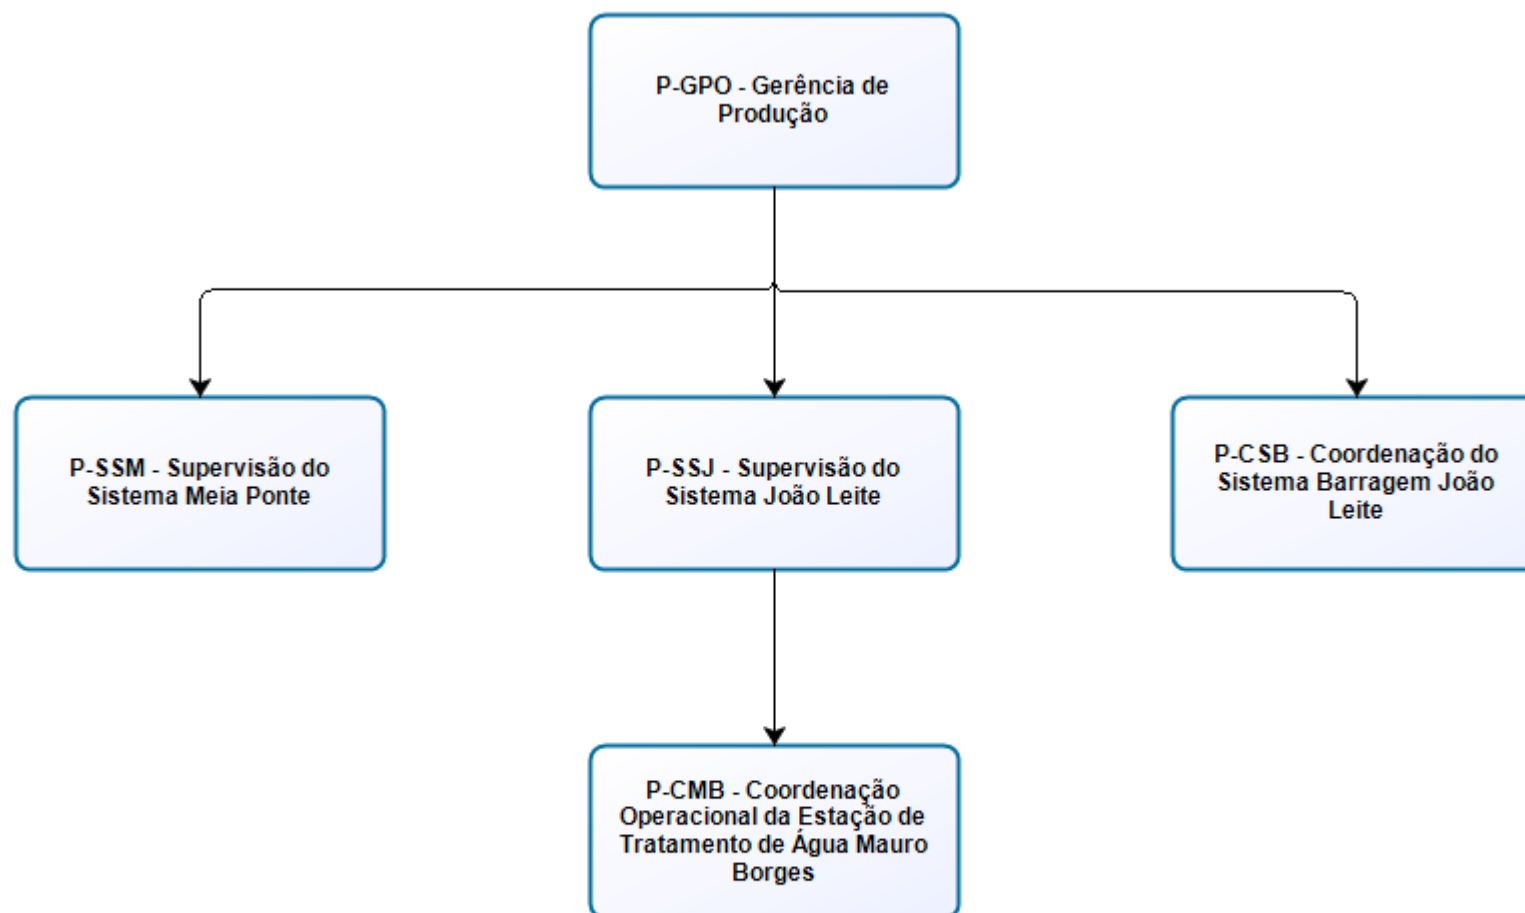 P-GPO - Gerência de
Produção
P-SSM - Supervisão do
Sistema Meia Ponte
P-SSJ - Supervisão do
Sistema João Leite
P-CSB - Coordenação do
Sistema Barragem João
Leite
P-CMB - Coordenação
Operacional da Estação de
Tratamento de Água Mauro
Borges